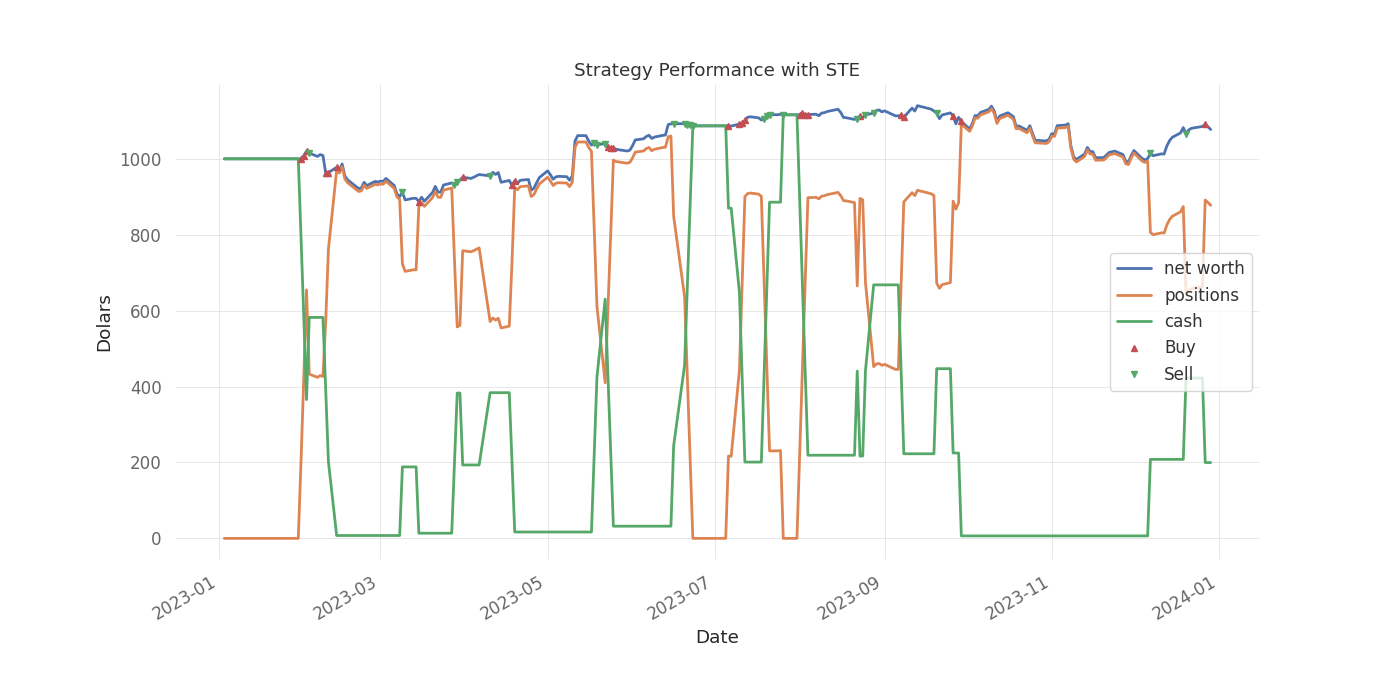 Strategy Performance with STE
Dolars
1000
800
600
400
200
0
net worth
positions
cash
Buy
Sell
2023-01
2023-03
2023-05
2023-07
2023-09
2023-11
2024-01
Date